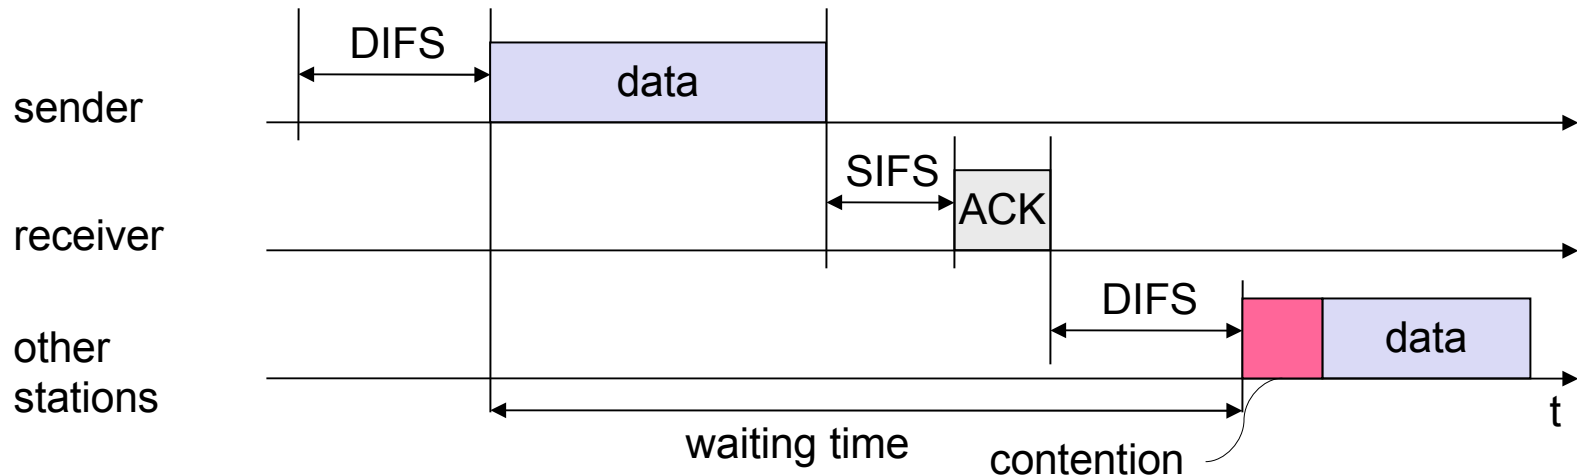 DIFS
data
sender
SIFS
ACK
receiver
DIFS
data
other
stations
t
waiting time
contention